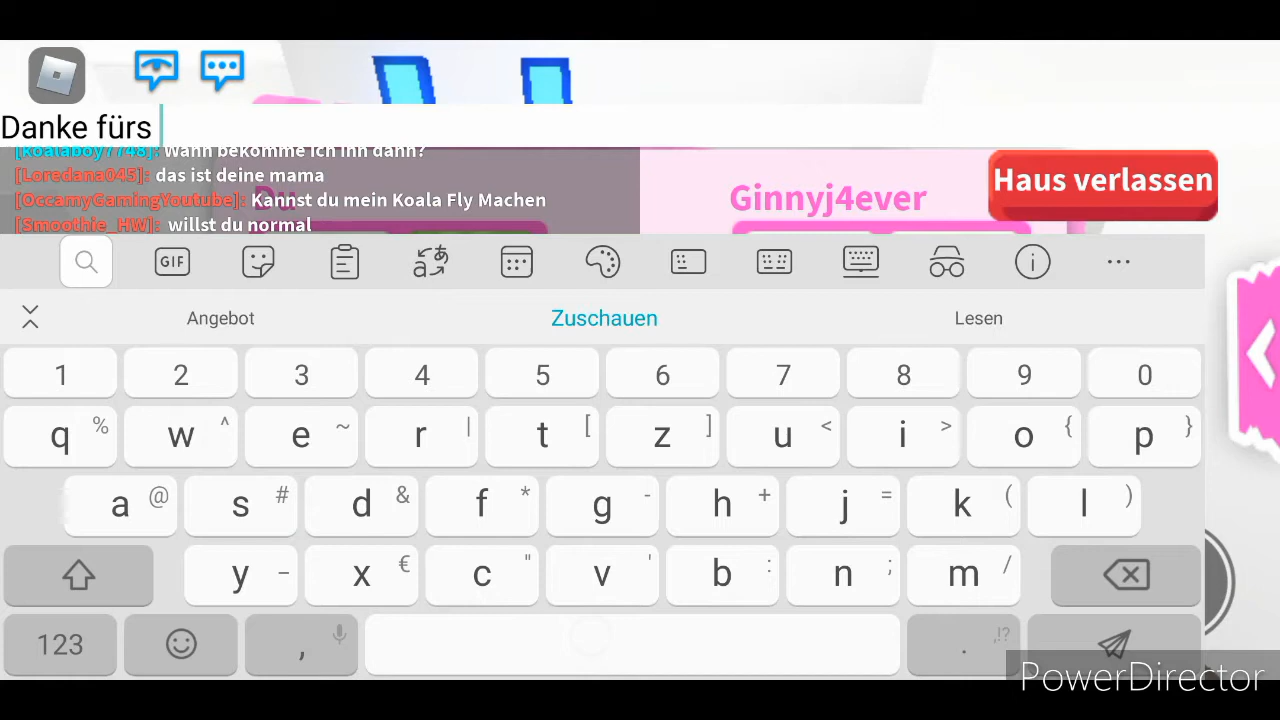 Danke fürs
[Koalaboy7748]: Wann bekomme ich ihn dann?
[Loredana045]: das ist deine mama
[OccamyGamingYoutube]: Kannst du mein Koala Fly Machen
[Smoothie_HW]: willst du normal
Du
Ginnyj4ever
Haus verlassen
GIF
Angebot Zuschauen Lesen
1 2 3 4 5 6 7 8 9 0
q % w ^ e ~ r | t [ z ] u < i > o { p }
a @ s # d & f * g - h + j = k ( l )
y _ x € c " v ' b : n ; m /
123 , . ,!?
PowerDirector